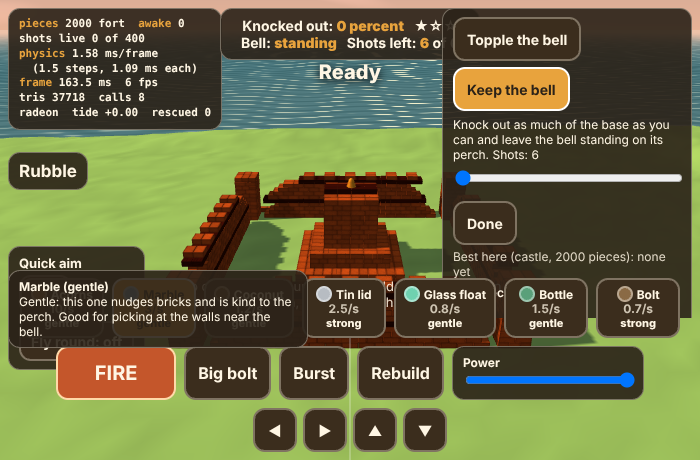 pieces 2000 fort awake 0
shots live 0 of 400
physics 1.58 ms/frame
(1.5 steps, 1.09 ms each)
frame 163.5 ms 6 fps
tris 37718 calls 8
radeon tide +0.00 rescued 0
Knocked out: 0 percent ★☆
Bell: standing Shots left: 6 o
Ready
Topple the bell
Keep the bell
Knock out as much of the base as you
can and leave the bell standing on its
perch. Shots: 6
Done
Best here (castle, 2000 pieces): none
yet
Rubble
Quick aim
Marble (gentle)
Gentle: this one nudges bricks and is kind to the
perch. Good for picking at the walls near the
bell.
Fly round: off
Tin lid
2.5/s
strong
Glass float
0.8/s
gentle
Bottle
1.5/s
gentle
Bolt
0.7/s
strong
FIRE
Big bolt
Burst
Rebuild
Power
◄
►
▲
▼